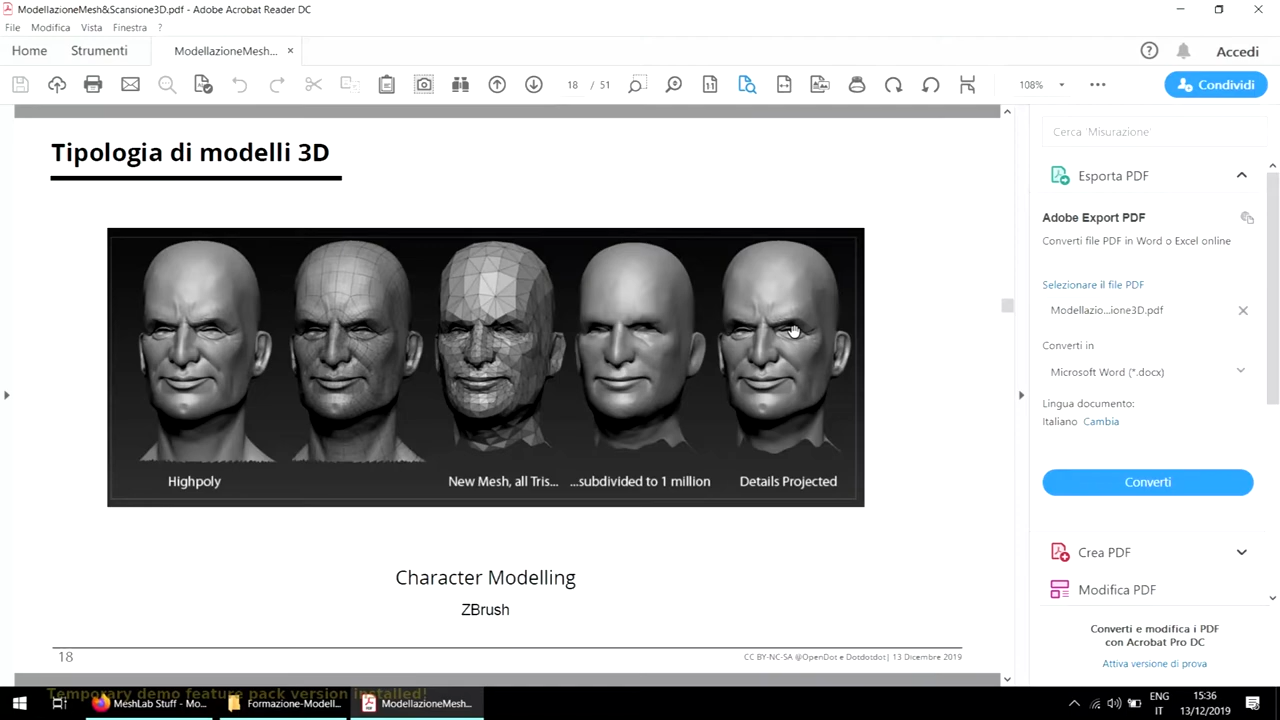 ModellazioneMesh&Scansione3D.pdf - Adobe Acrobat Reader DC
File Modifica Vista Finestra ?
Home Strumenti ModellazioneMesh... × Accedi
18 / 51 108% Condividi
Tipologia di modelli 3D
Highpoly New Mesh, all Tris... ...subdivided to 1 million Details Projected
Character Modelling
ZBrush
18 CC BY-NC-SA @OpenDot e Dotdotdot| 13 Dicembre 2019
Cerca 'Misurazione
Esporta PDF
Adobe Export PDF
Converti file PDF in Word o Excel online
Selezionare il file PDF
Modellazio...ione3D.pdf
Converti in
Microsoft Word (*.docx)
Lingua documento:
Italiano Cambia
Converti
Crea PDF
Modifica PDF
Converti e modifica i PDF
con Acrobat Pro DC
Attiva versione di prova
Temporary demo feature pack version installed!
MeshLab Stuff - Mo... Formazione-Modell... ModellazioneMesh...
ENG 15:36
IT 13/12/2019